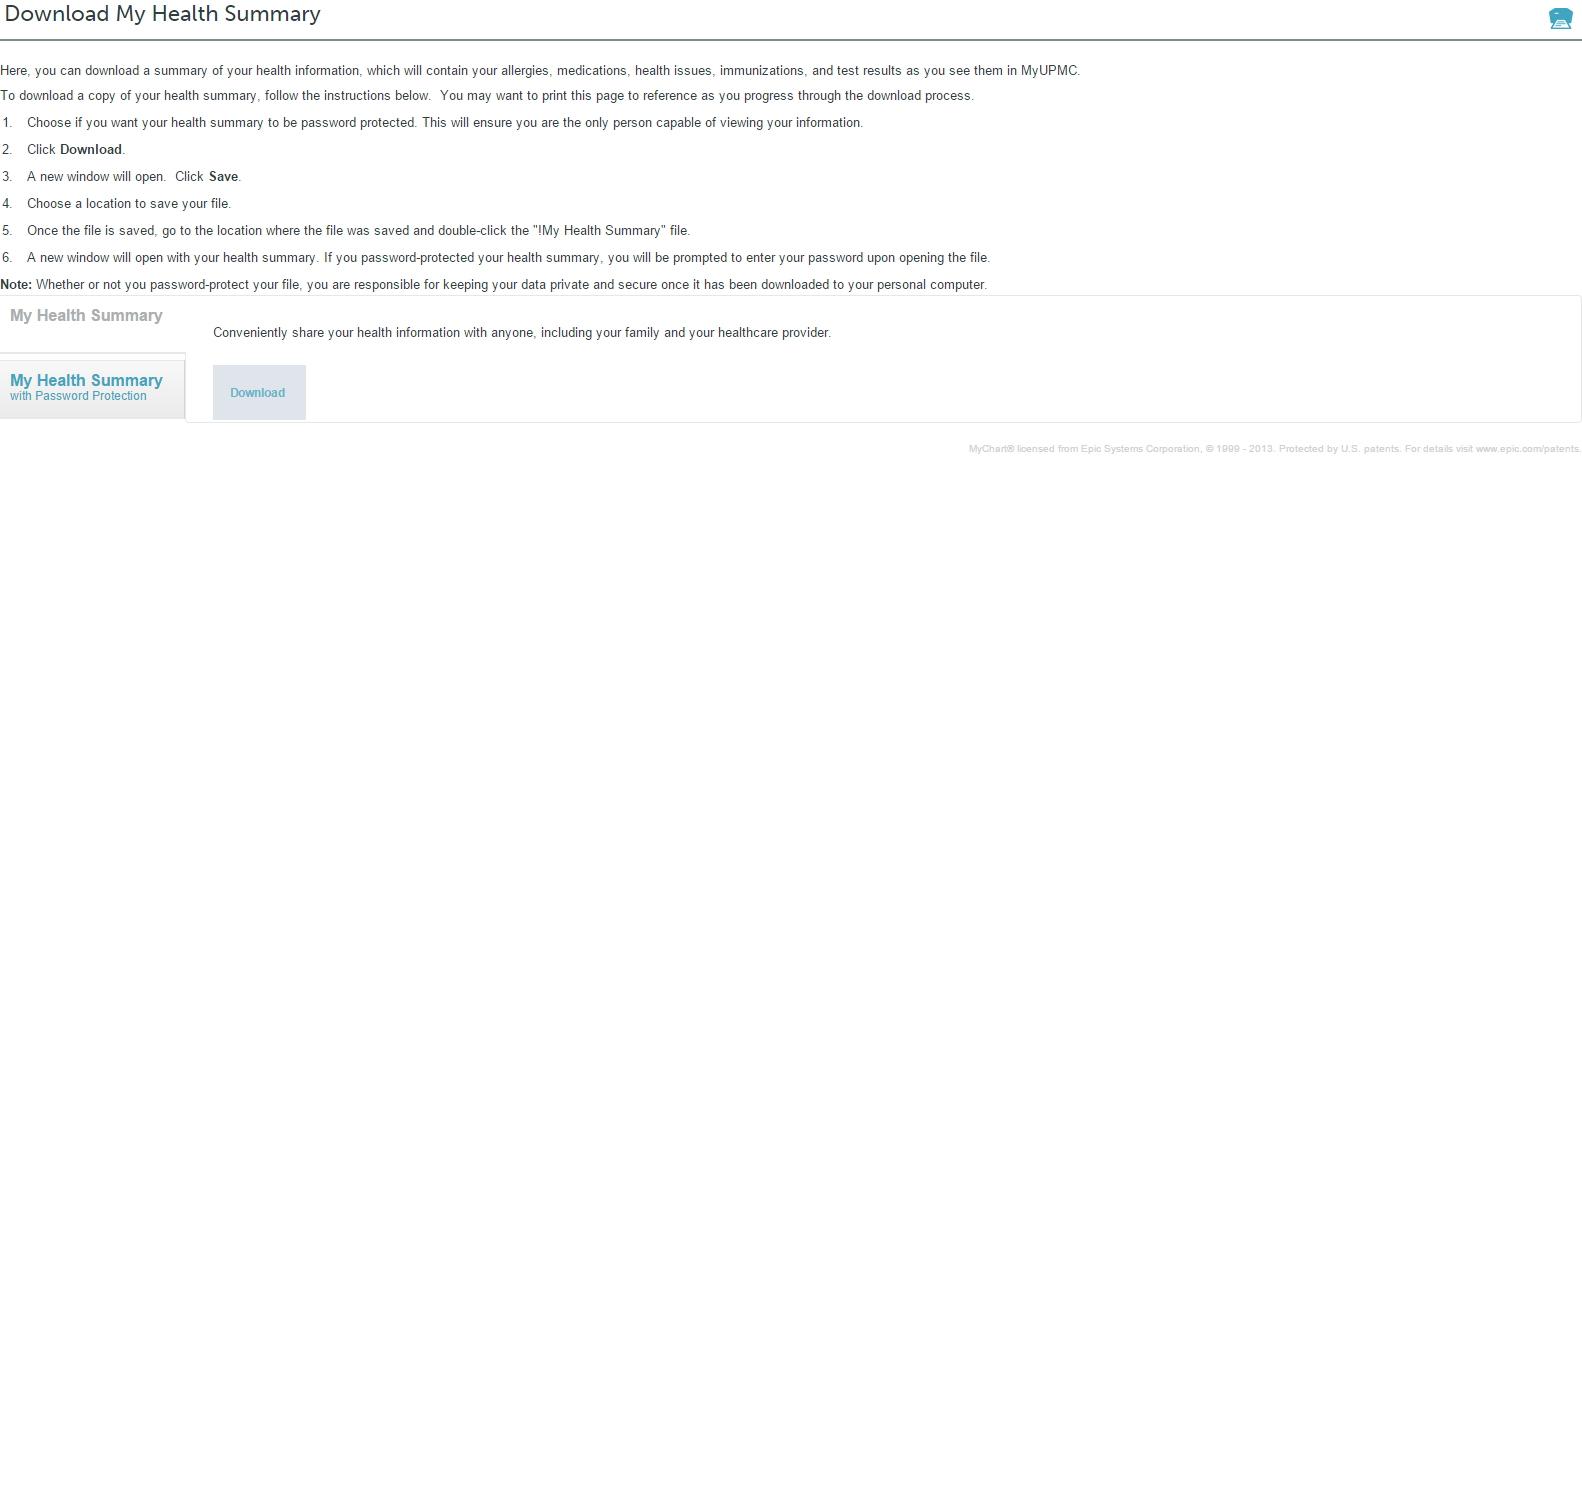 Download My Health Summary
Here, you can download a summary of your health information, which will contain your allergies, medications, health issues, immunizations, and test results as you see them in MyUPMC.
To download a copy of your health summary, follow the instructions below.  You may want to print this page to reference as you progress through the download process.
1. Choose if you want your health summary to be password protected. This will ensure you are the only person capable of viewing your information.
2. Click Download.
3. A new window will open.  Click Save.
4. Choose a location to save your file.
5. Once the file is saved, go to the location where the file was saved and double-click the "!My Health Summary" file.
6. A new window will open with your health summary. If you password-protected your health summary, you will be prompted to enter your password upon opening the file.
Note: Whether or not you password-protect your file, you are responsible for keeping your data private and secure once it has been downloaded to your personal computer.
My Health Summary
My Health Summary
with Password Protection
Conveniently share your health information with anyone, including your family and your healthcare provider.
Download
MyChart® licensed from Epic Systems Corporation, © 1999 - 2013. Protected by U.S. patents. For details visit www.epic.com/patents.